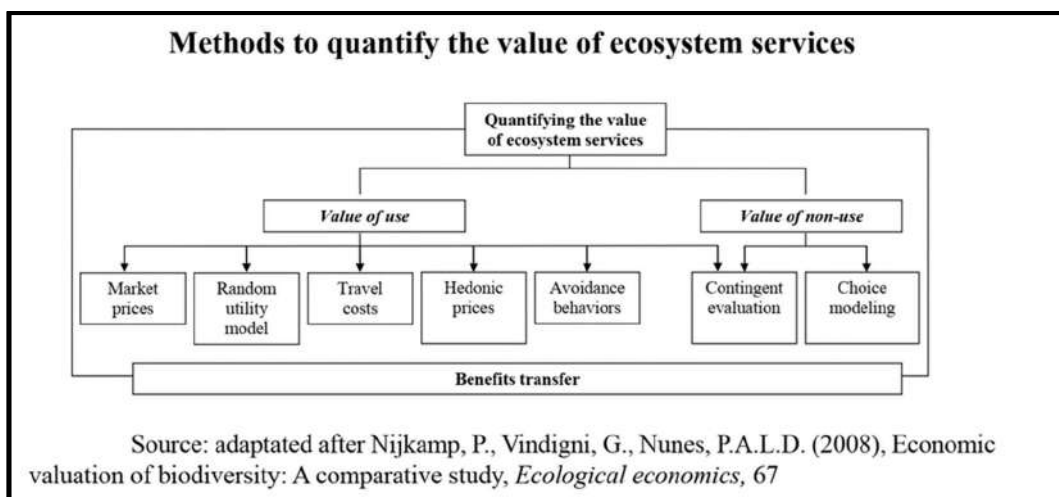 Methods to quantify the value of ecosystem services
Quantifying the value
of ecosystem services
Value of use
Value of non-use
Market
prices
Random
utility
model
Travel
costs
Hedonic
prices
Avoidance
behaviors
Contingent
evaluation
Choice
modeling
Benefits transfer
Source: adaptated after Nijkamp, P., Vindigni, G., Nunes, P.A.L.D. (2008), Economic
valuation of biodiversity: A comparative study, Ecological economics, 67